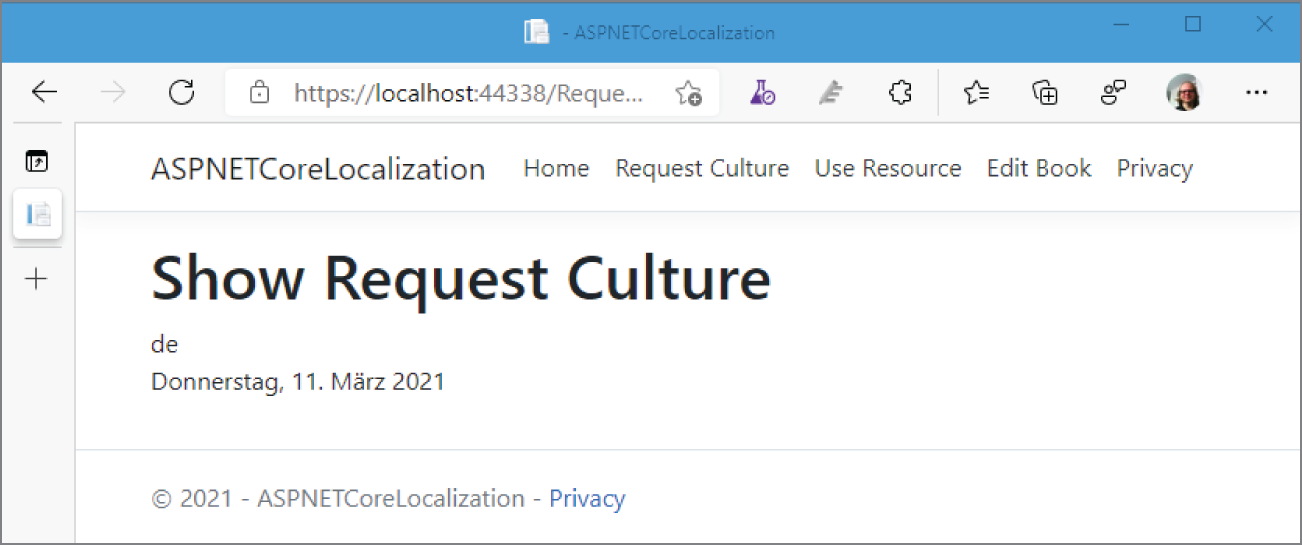 - ASPNETCoreLocalization
https://localhost:44338/Reque...
ASPNETCoreLocalization Home Request Culture Use Resource Edit Book Privacy
Show Request Culture
de
Donnerstag, 11. März 2021
© 2021 - ASPNETCoreLocalization - Privacy